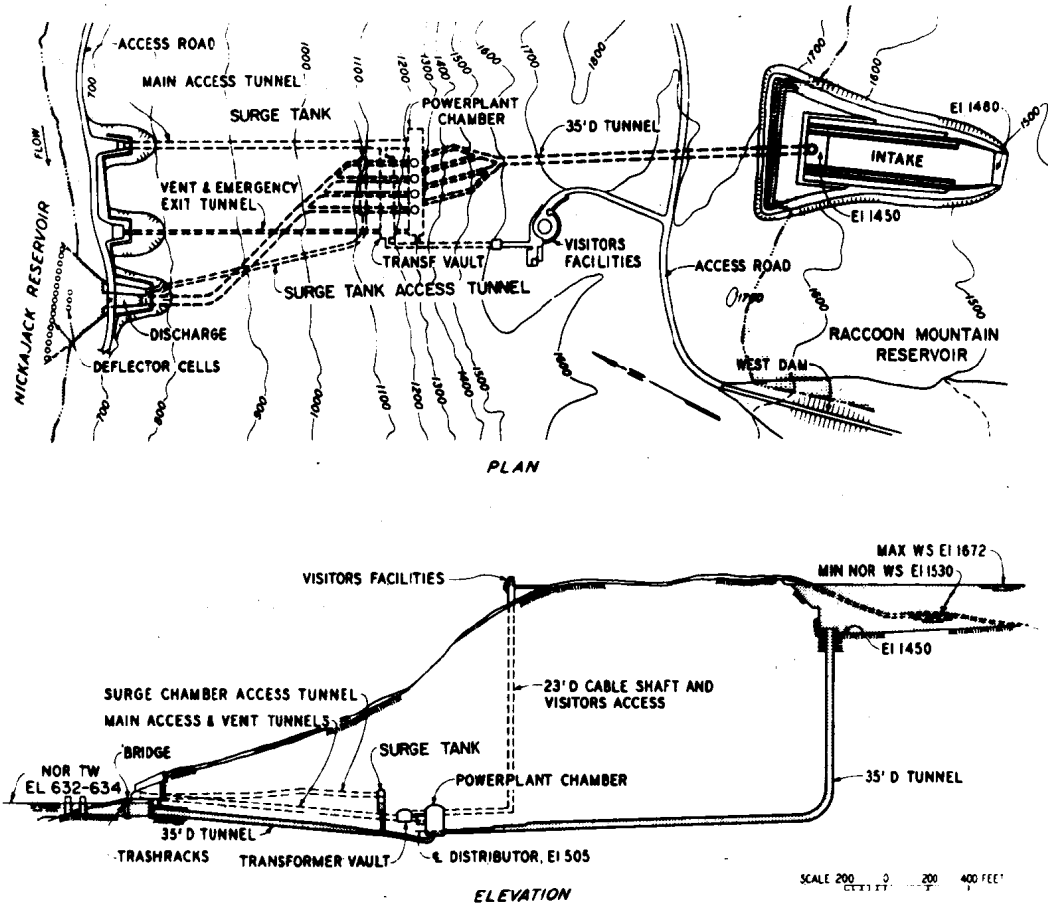 ACCESS ROAD
MAIN ACCESS TUNNEL
SURGE TANK
FLOW
700
1000
1100
1200
1300
1400
1500
1600
1700
1800
POWERPLANT
CHAMBER
35'D TUNNEL
1700
1600
El 1480
1500
INTAKE
El 1450
VENT & EMERGENCY
EXIT TUNNEL
TRANSF VAULT
VISITORS
FACILITIES
SURGE TANK ACCESS TUNNEL
ACCESS ROAD
NICKAJACK RESERVOIR
DISCHARGE
DEFLECTOR CELLS
1700
1600
1500
RACCOON MOUNTAIN
RESERVOIR
WEST DAM
700
800
900
1000
1100
1200
1300
1400
1500
1600
PLAN
MAX WS El 1672
MIN NOR WS El 1530
VISITORS FACILITIES
El 1450
SURGE CHAMBER ACCESS TUNNEL
MAIN ACCESS & VENT TUNNELS
23'D CABLE SHAFT AND
VISITORS ACCESS
BRIDGE
SURGE TANK
NOR TW
EL 632-634
POWERPLANT CHAMBER
35' D TUNNEL
35' D TUNNEL
TRASHRACKS
TRANSFORMER VAULT
℄ DISTRIBUTOR, El 505
SCALE 200 0 200 400 FEET
ELEVATION